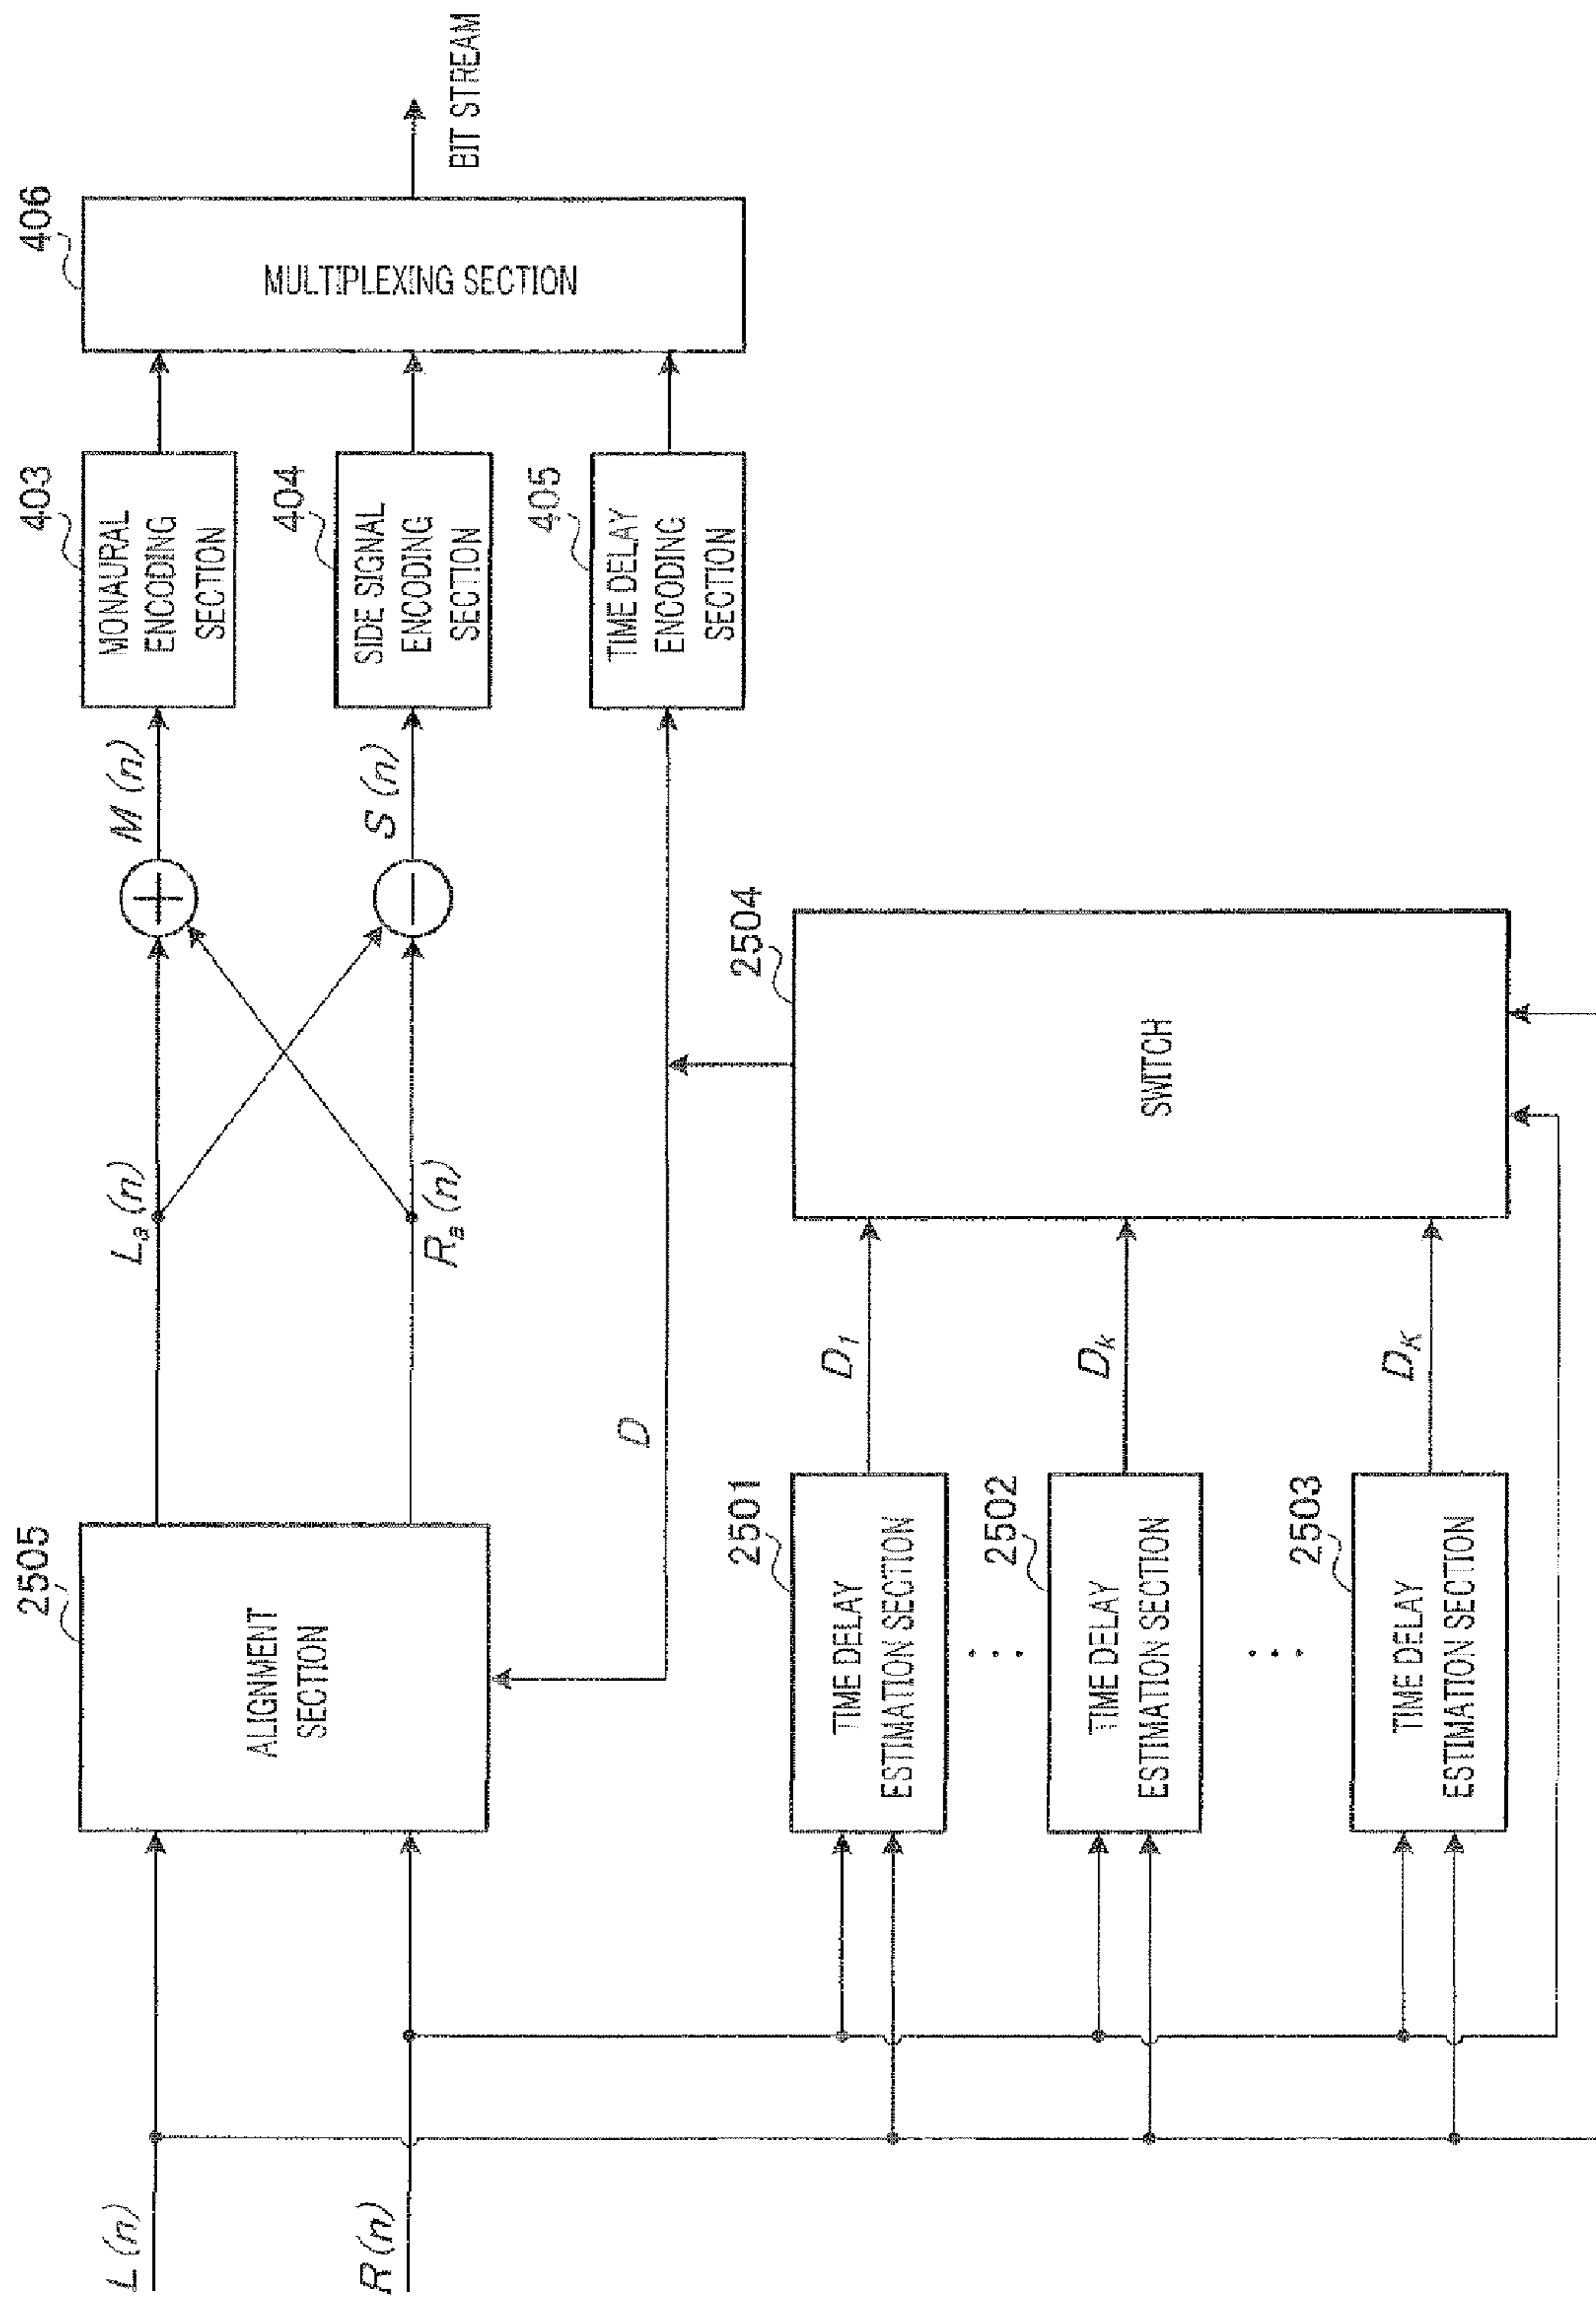 L(n)
R(n)
2505
ALIGNMENT
SECTION
Lₐ(n)
Rₐ(n)
M(n)
S(n)
403
MONAURAL
ENCODING
SECTION
404
SIDE SIGNAL
ENCODING
SECTION
405
TIME DELAY
ENCODING
SECTION
406
MULTIPLEXING SECTION
BIT STREAM
D
2501
TIME DELAY
ESTIMATION SECTION
D₁
...
2502
TIME DELAY
ESTIMATION SECTION
Dₖ
...
2503
TIME DELAY
ESTIMATION SECTION
D_K
2504
SWITCH